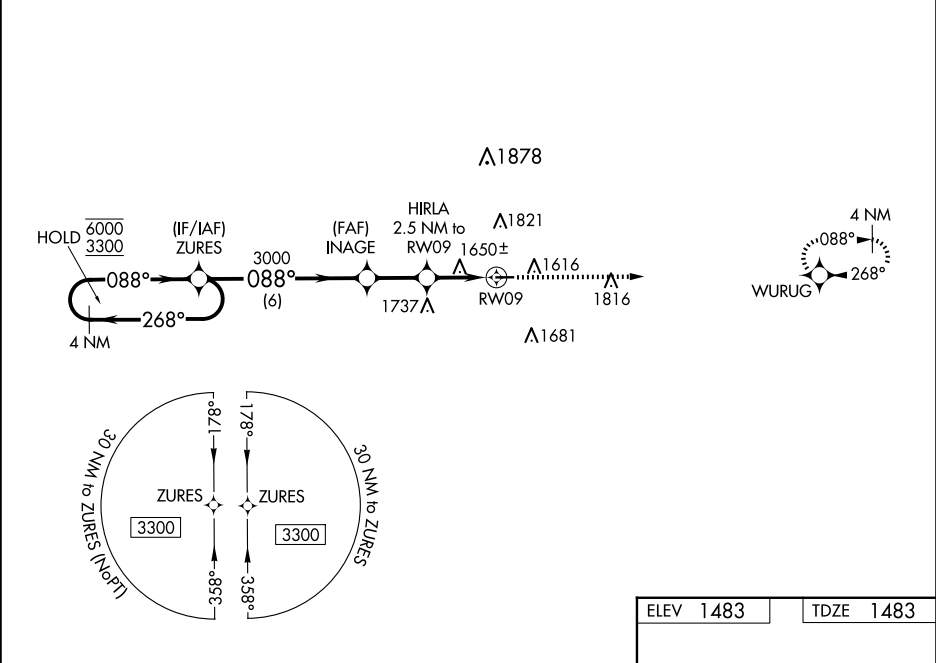 1878
HOLD
6000
3300
(IF/IAF)
ZURES
(FAF)
INAGE
HIRLA
2.5 NM to
RW09
1821
1650±
4 NM
088°
088°
3000
088°
(6)
1616
RW09
1816
268°
WURUG
1737
268°
4 NM
1681
30 NM to ZURES (NoPT)
178°
178°
30 NM to ZURES
ZURES
ZURES
3300
3300
358°
358°
ELEV 1483
TDZE 1483